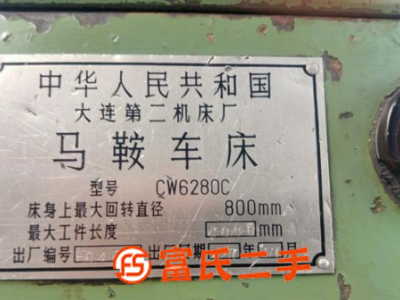 中华人民共和国
大连第二机床厂
马鞍车床
型号 CW6280C
床身上最大回转直径 800mm
最大工件长度 mm
出厂编号 出厂日期 年 月
FS 富氏二手